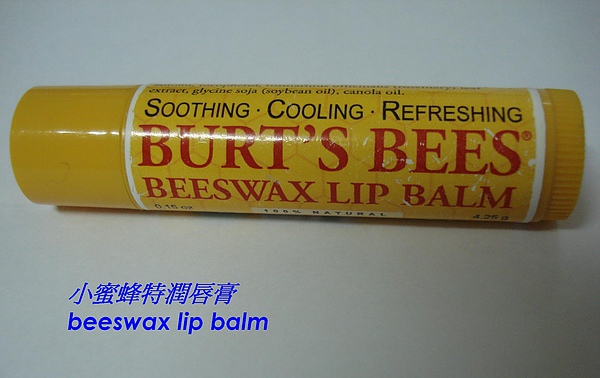 extract, glycine soja (soybean oil), canola oil.
SOOTHING · COOLING · REFRESHING
BURT'S BEES®
BEESWAX LIP BALM
0.15 oz 100% NATURAL 4.25 g
小蜜蜂特潤唇膏
beeswax lip balm